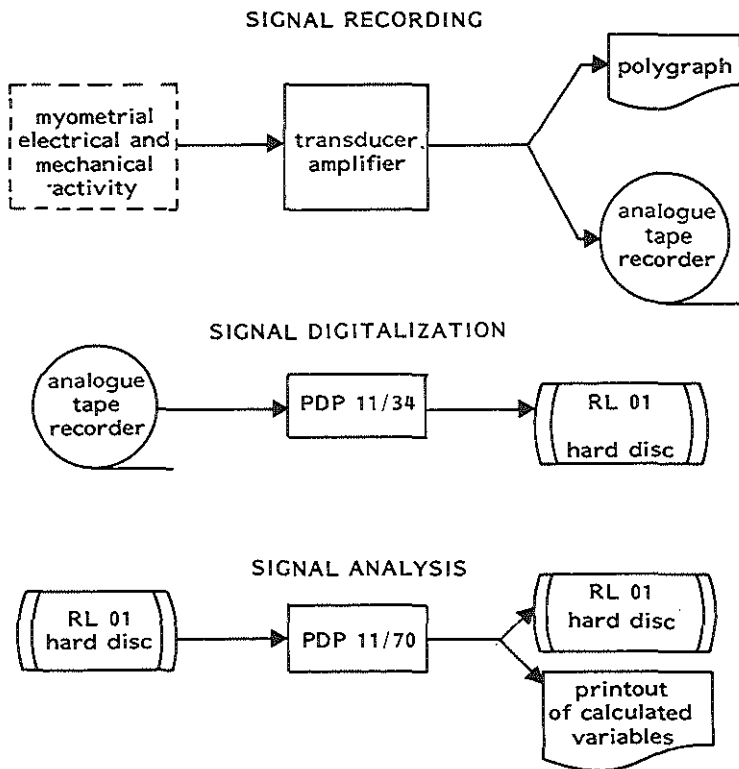 SIGNAL RECORDING
myometrial
electrical and
mechanical
activity
transducer
amplifier
polygraph
analogue
tape
recorder
SIGNAL DIGITALIZATION
analogue
tape
recorder
PDP 11/34
RL 01
hard disc
SIGNAL ANALYSIS
RL 01
hard disc
PDP 11/70
RL 01
hard disc
printout
of calculated
variables